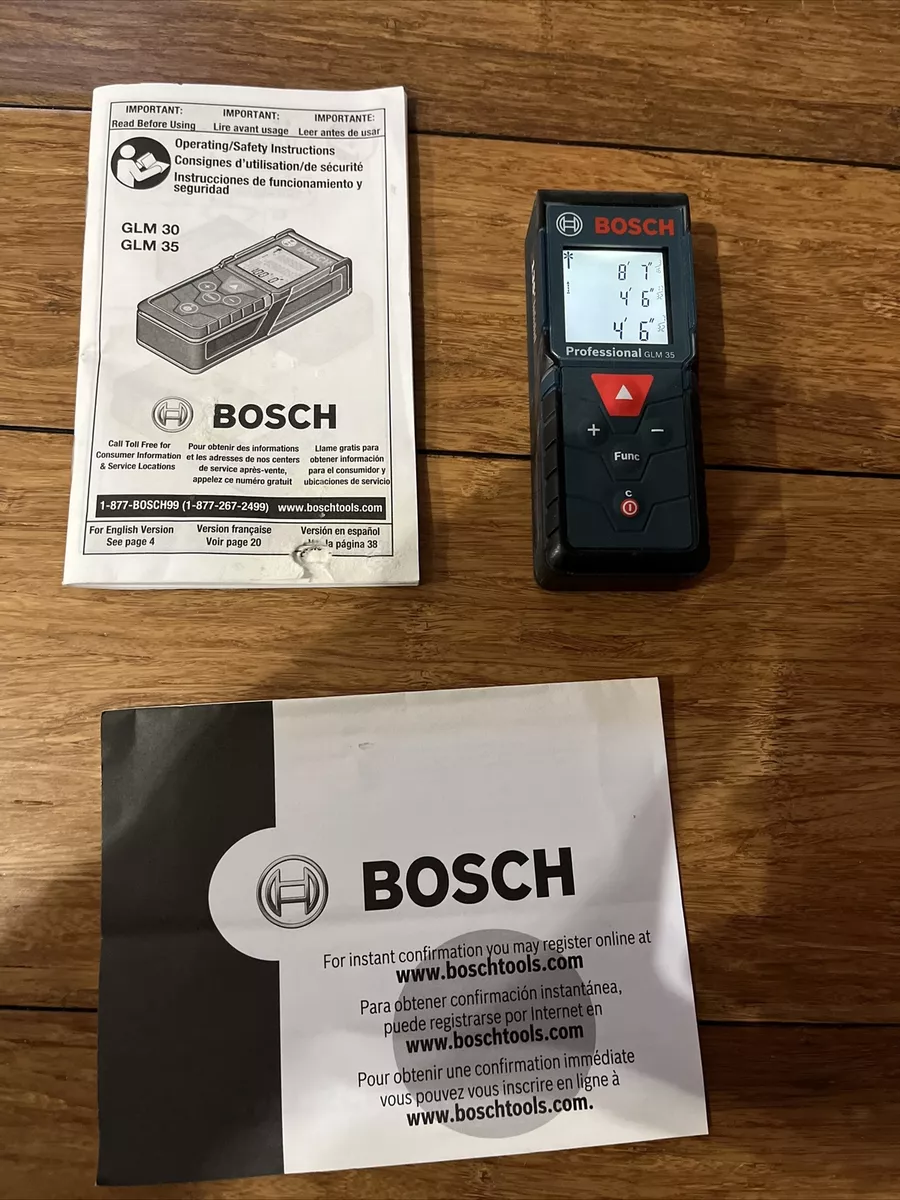 IMPORTANT:
Read Before Using
IMPORTANT:
Lire avant usage
IMPORTANTE:
Leer antes de usar
Operating/Safety Instructions
Consignes d'utilisation/de sécurité
Instrucciones de funcionamiento y
seguridad
GLM 30
GLM 35
BOSCH
BOSCH
Call Toll Free for
Consumer Information
& Service Locations
Pour obtenir des informations
et les adresses de nos centers
de service après-vente,
appelez ce numéro gratuit
Llame gratis para
obtener información
para el consumidor y
ubicaciones de servicio
1-877-BOSCH99 (1-877-267-2499) www.boschtools.com
For English Version
See page 4
Version française
Voir page 20
Versión en español
la página 38
BOSCH
8' 7"
4' 6"
4' 6"
Professional GLM 35
+ −
Func
C
BOSCH
For instant confirmation you may register online at
www.boschtools.com
Para obtener confirmación instantánea,
puede registrarse por Internet en
www.boschtools.com
Pour obtenir une confirmation immédiate
vous pouvez vous inscrire en ligne à
www.boschtools.com.